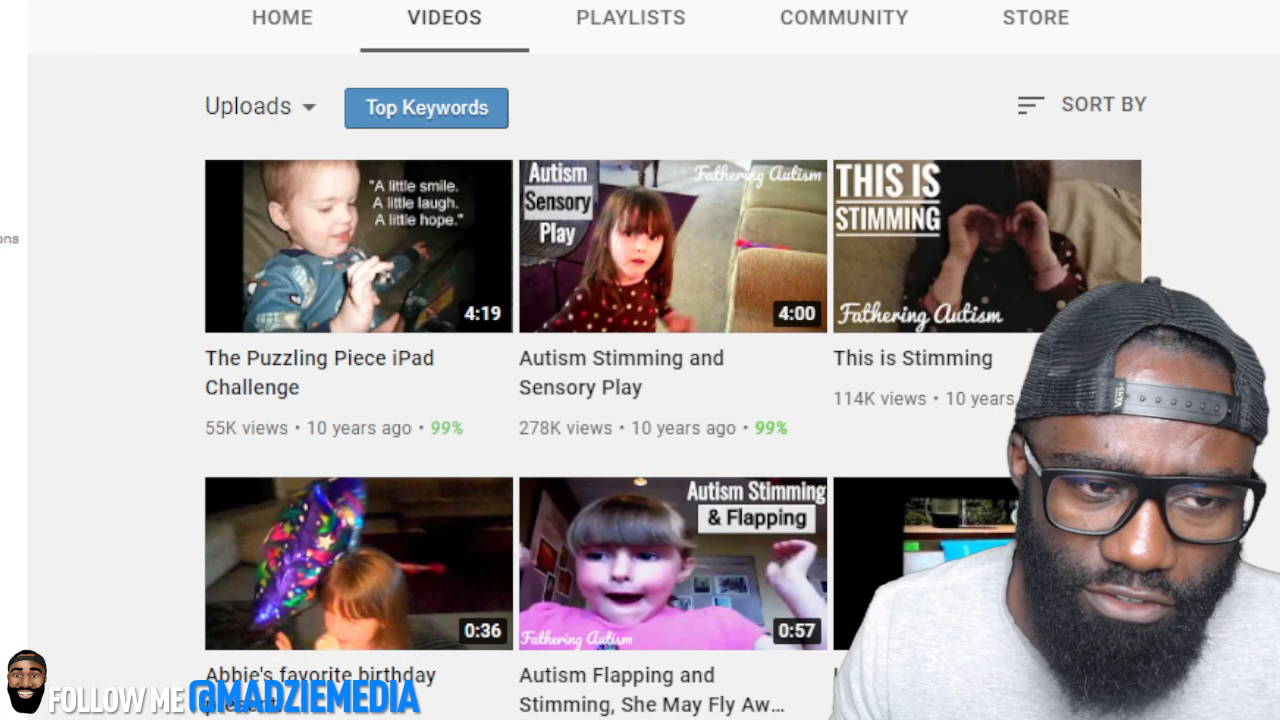 HOME VIDEOS PLAYLISTS COMMUNITY STORE
Uploads Top Keywords SORT BY
ons
"A little smile.
A little laugh.
A little hope."
4:19
Autism
Sensory
Play
Fathering Autism
4:00
THIS IS
STIMMING
Fathering Autism
The Puzzling Piece iPad
Challenge
55K views • 10 years ago • 99%
Autism Stimming and
Sensory Play
278K views • 10 years ago • 99%
This is Stimming
114K views • 10 years
0:36
Autism Stimming
& Flapping
Fathering Autism
0:57
Abbie's favorite birthday
Autism Flapping and
Stimming, She May Fly Aw...
VANS
FOLLOW ME @MADZIEMEDIA